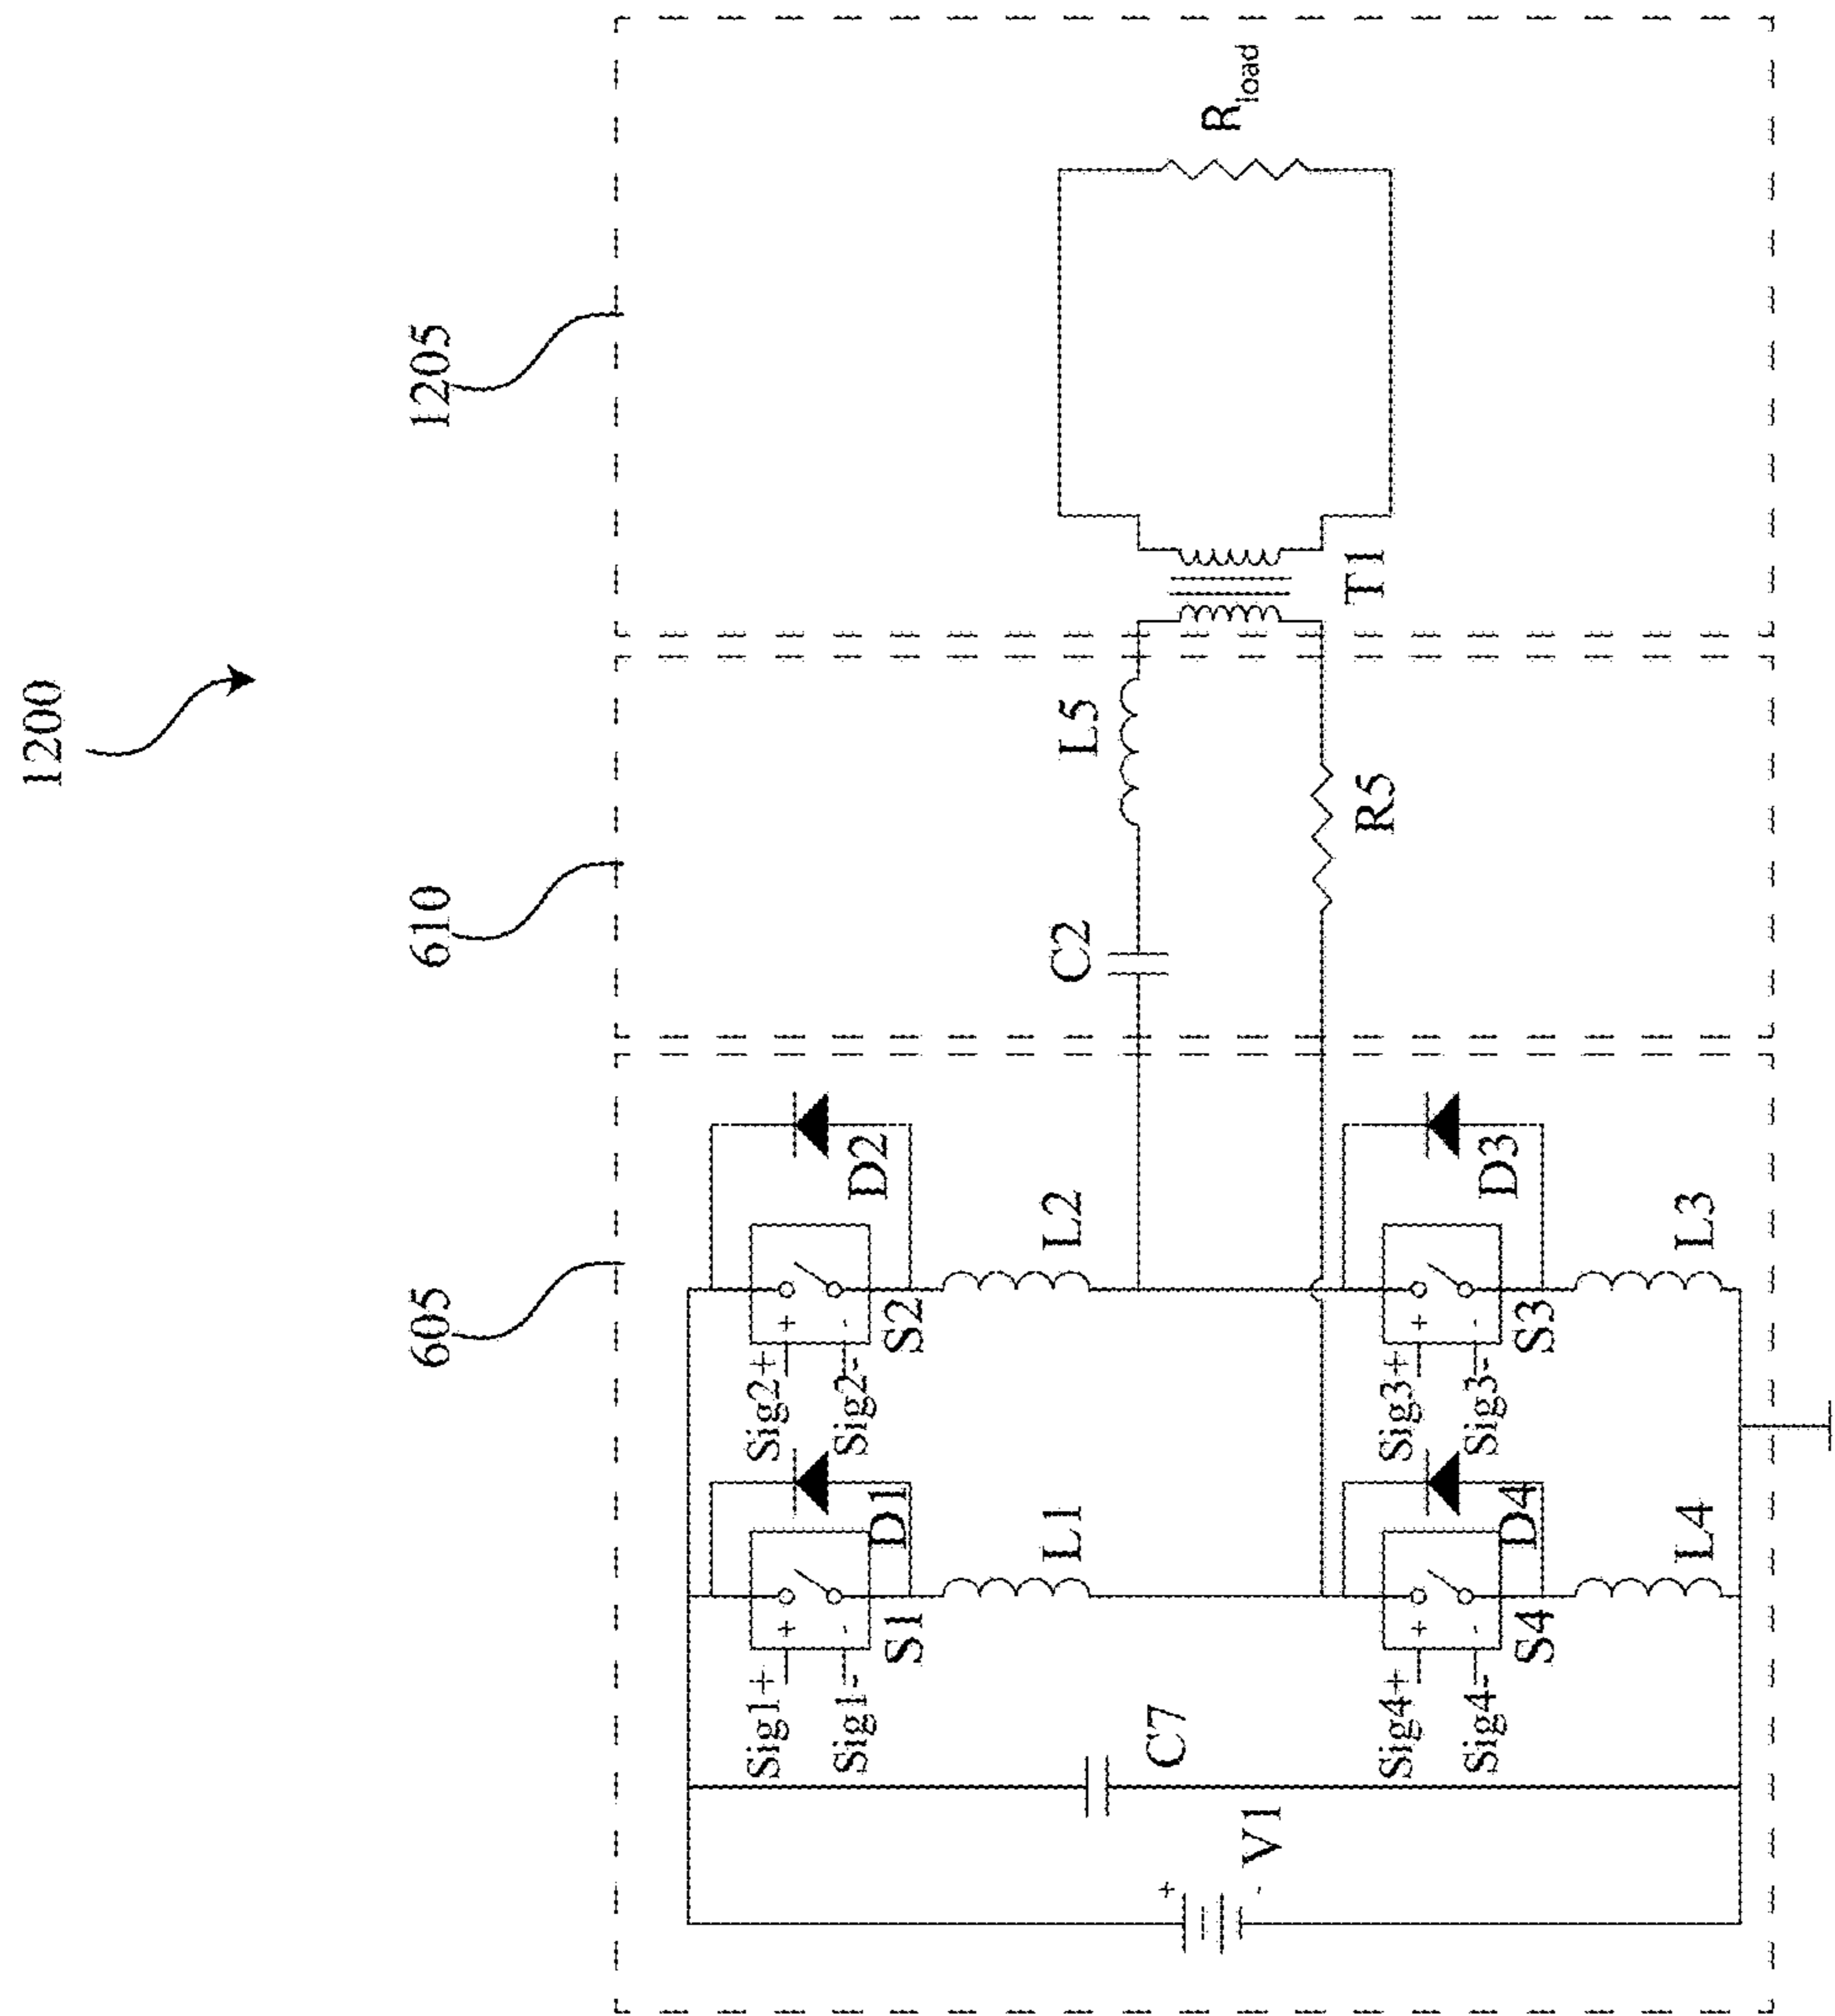 1200
605
610
1205
Sig1+
Sig1-
+
-
S1
D1
L1
Sig2+
Sig2-
+
-
S2
D2
L2
C7
V1
+
-
Sig4+
Sig4-
+
-
S4
D4
L4
Sig3+
Sig3-
+
-
S3
D3
L3
C2
L5
R5
T1
Rload